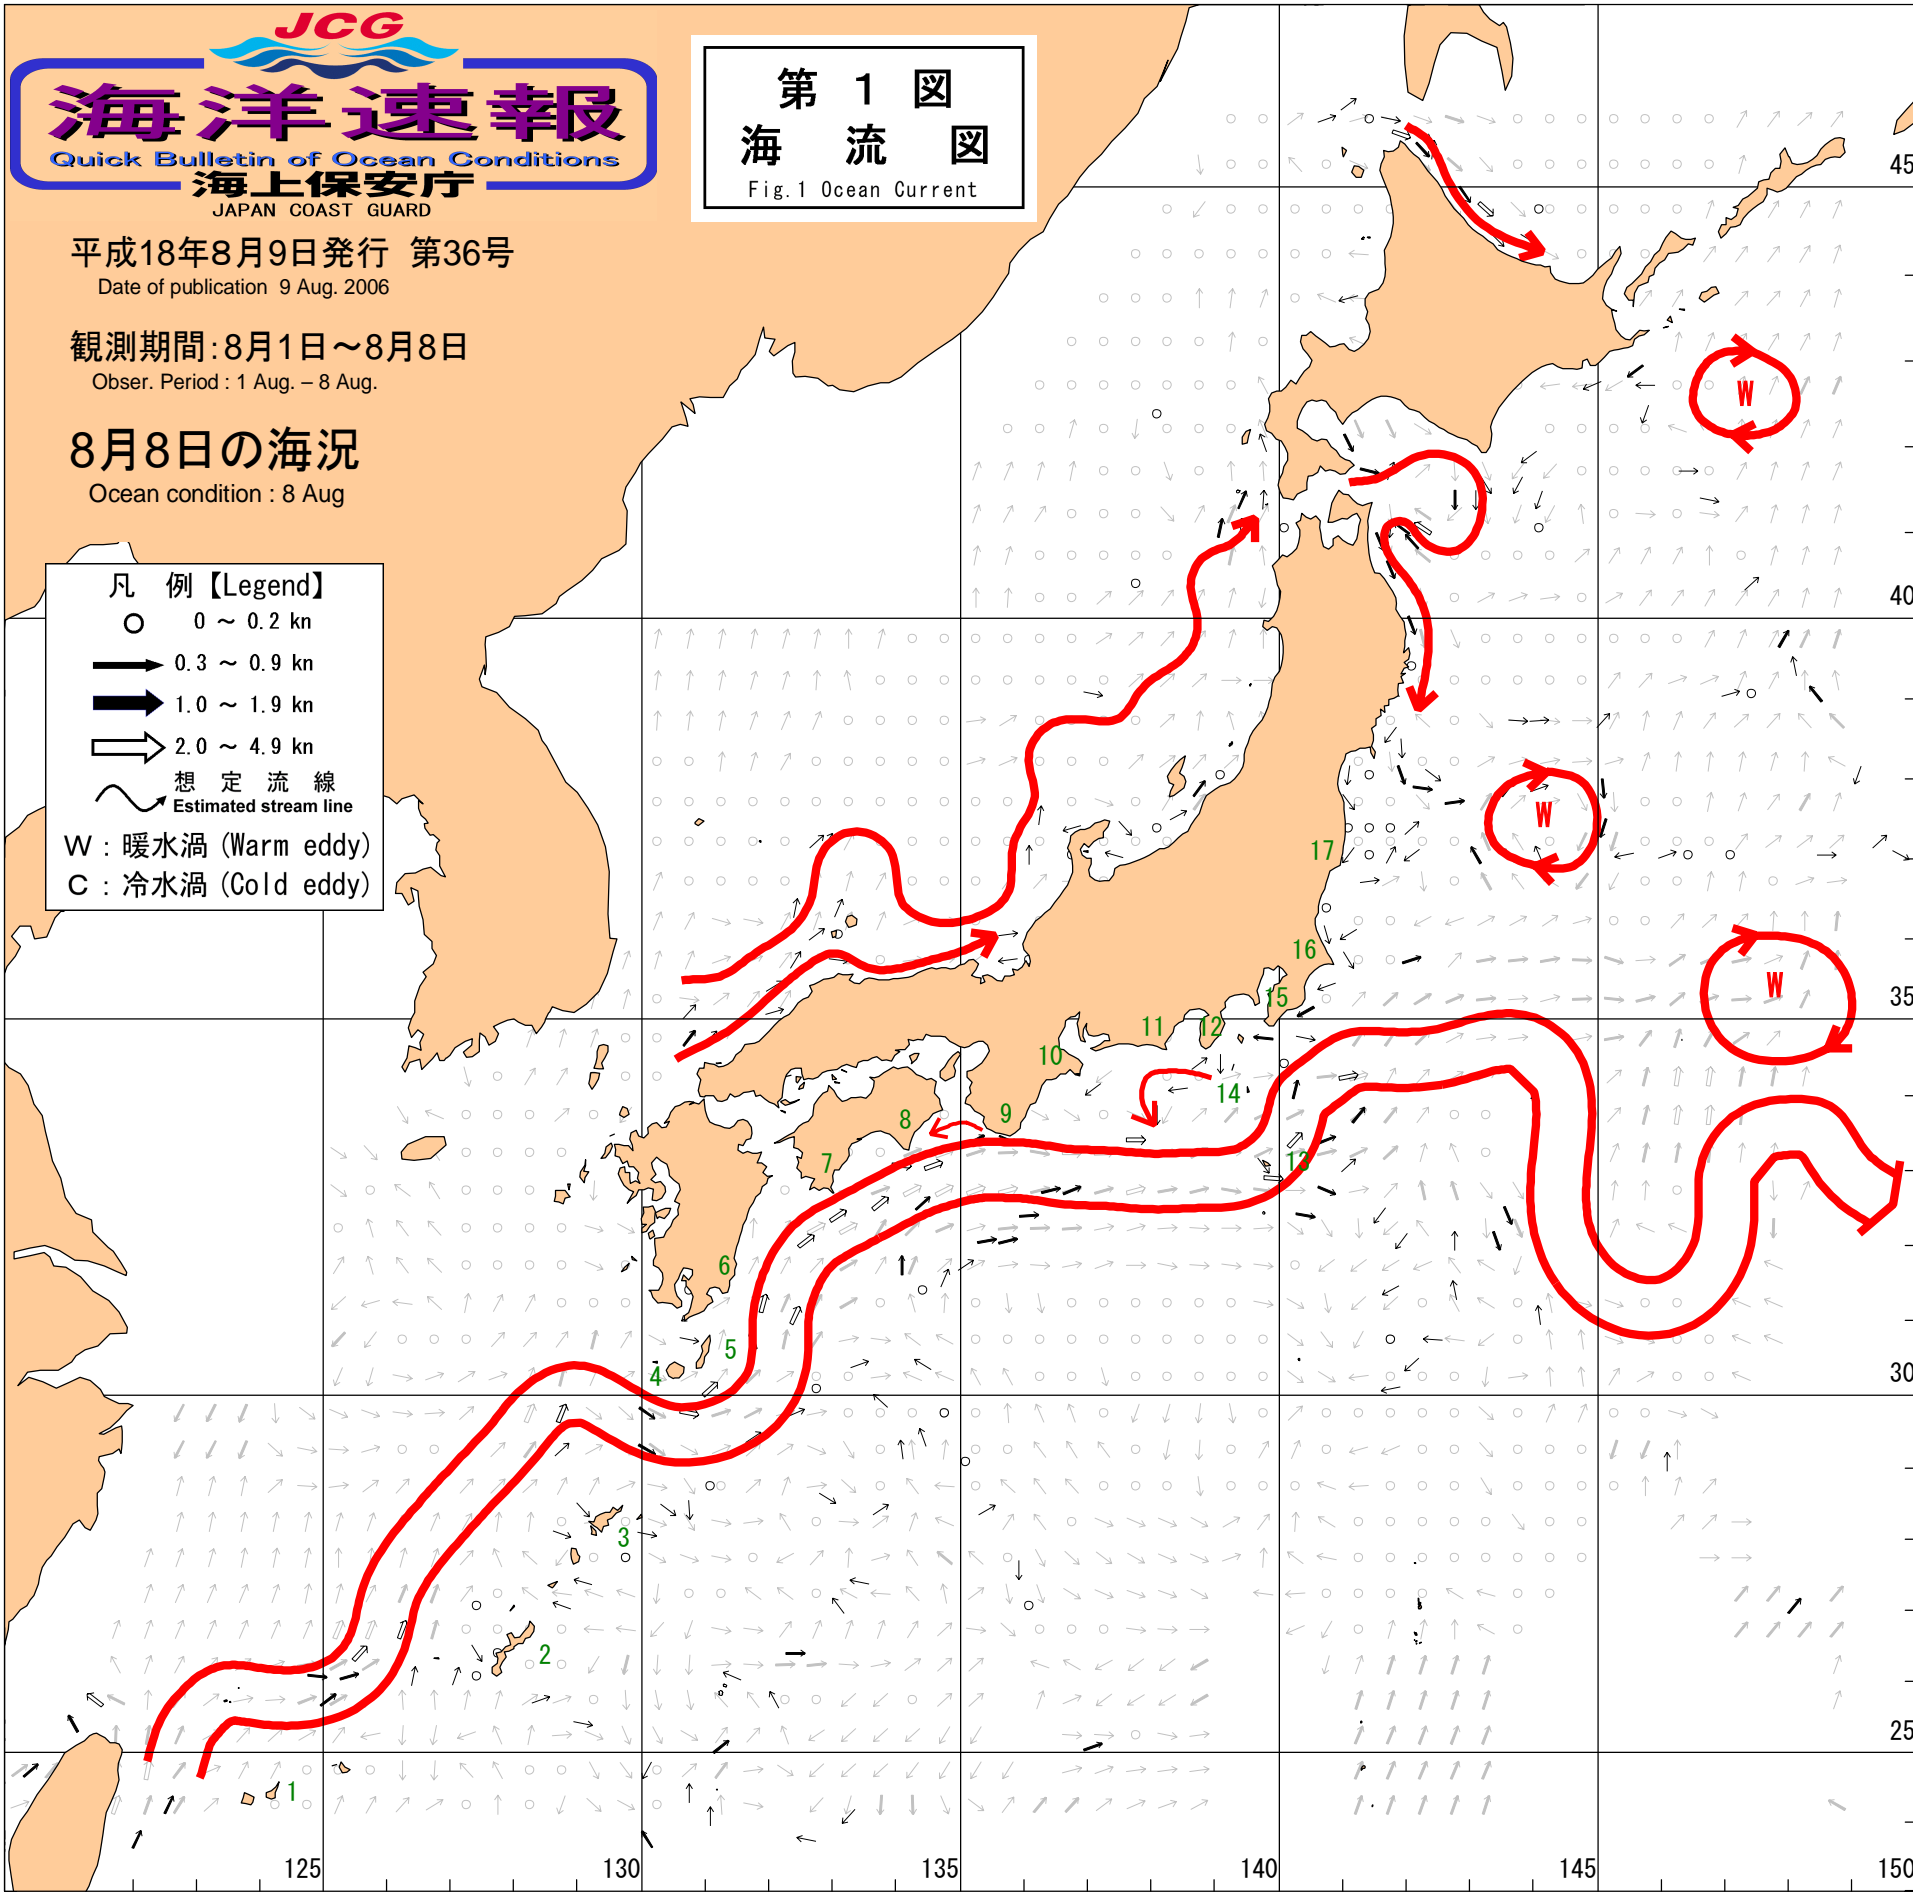 JCG
海洋速報
Quick Bulletin of Ocean Conditions
海上保安庁
JAPAN COAST GUARD
第 1 図
海 流 図
Fig.1 Ocean Current
平成18年8月9日発行 第36号
Date of publication 9 Aug. 2006
観測期間:8月1日~8月8日
Obser. Period : 1 Aug. – 8 Aug.
8月8日の海況
Ocean condition : 8 Aug
凡 例【Legend】
0 ~ 0.2 kn
0.3 ~ 0.9 kn
1.0 ~ 1.9 kn
2.0 ~ 4.9 kn
想 定 流 線
Estimated stream line
W : 暖水渦 (Warm eddy)
C : 冷水渦 (Cold eddy)
45
W
40
W
17
16
W
15
35
11
12
10
14
8
9
7
13
6
5
4
30
3
2
25
1
125
130
135
140
145
150